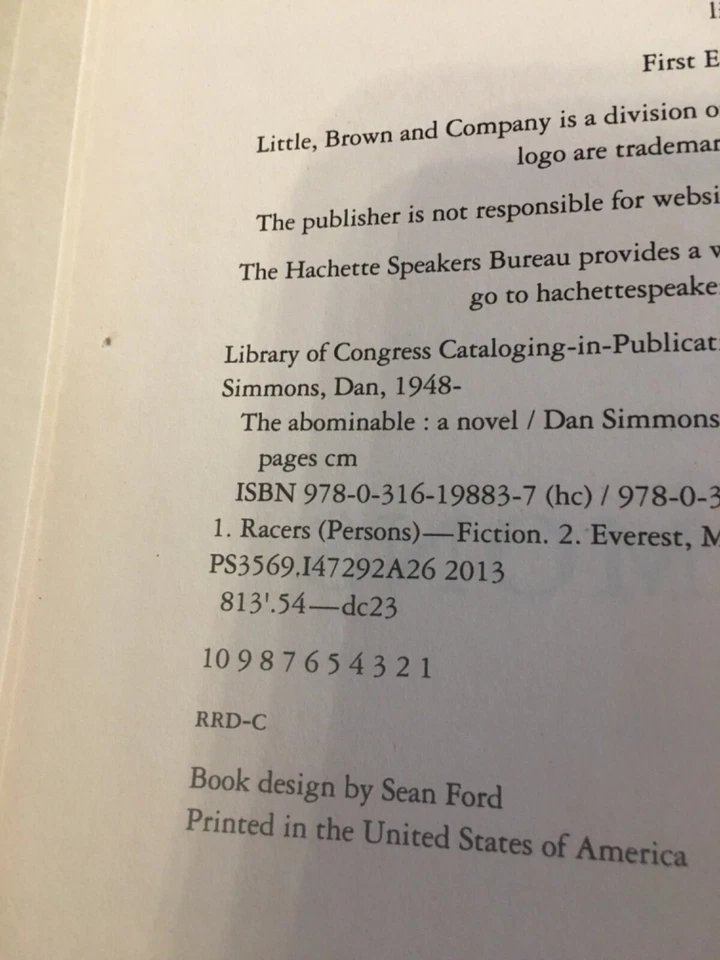 First E
Little, Brown and Company is a division o
logo are trademar
The publisher is not responsible for websi
The Hachette Speakers Bureau provides a w
go to hachettespeake
Library of Congress Cataloging-in-Publicat
Simmons, Dan, 1948-
The abominable : a novel / Dan Simmons
pages cm
ISBN 978-0-316-19883-7 (hc) / 978-0-3
1. Racers (Persons)—Fiction. 2. Everest, M
PS3569.I47292A26 2013
813'.54—dc23
10 9 8 7 6 5 4 3 2 1
RRD-C
Book design by Sean Ford
Printed in the United States of America